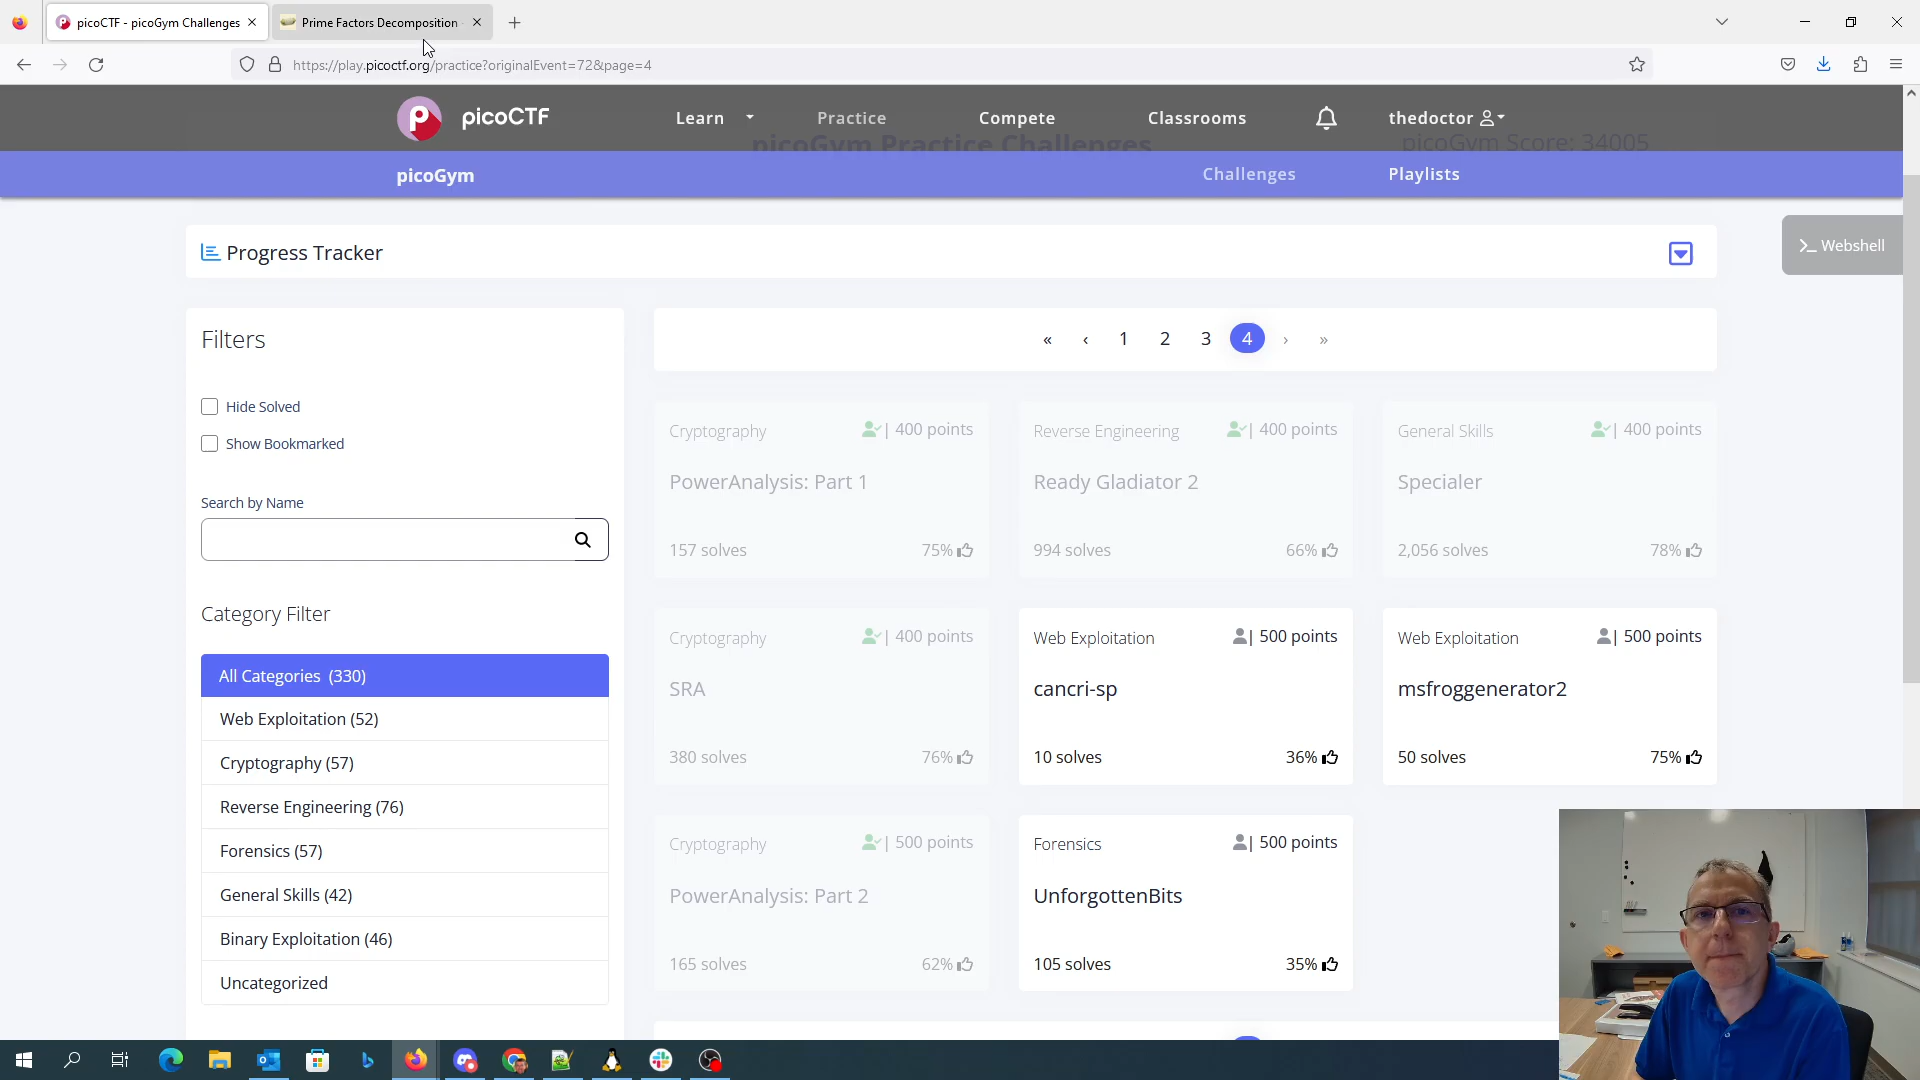 picoCTF - picoGym Challenges
Prime Factors Decomposition
https://play.picoctf.org/practice?originalEvent=72&page=4
picoCTF
Learn
Practice
Compete
Classrooms
thedoctor
picoGym Practice Challenges
picoGym Score: 34005
picoGym
Challenges
Playlists
Progress Tracker
>_ Webshell
Filters
« ‹ 1 2 3 4 › »
Hide Solved
Show Bookmarked
Search by Name
Category Filter
All Categories (330)
Web Exploitation (52)
Cryptography (57)
Reverse Engineering (76)
Forensics (57)
General Skills (42)
Binary Exploitation (46)
Uncategorized
Cryptography | 400 points
PowerAnalysis: Part 1
157 solves 75%
Reverse Engineering | 400 points
Ready Gladiator 2
994 solves 66%
General Skills | 400 points
Specialer
2,056 solves 78%
Cryptography | 400 points
SRA
380 solves 76%
Web Exploitation | 500 points
cancri-sp
10 solves 36%
Web Exploitation | 500 points
msfroggenerator2
50 solves 75%
Cryptography | 500 points
PowerAnalysis: Part 2
165 solves 62%
Forensics | 500 points
UnforgottenBits
105 solves 35%